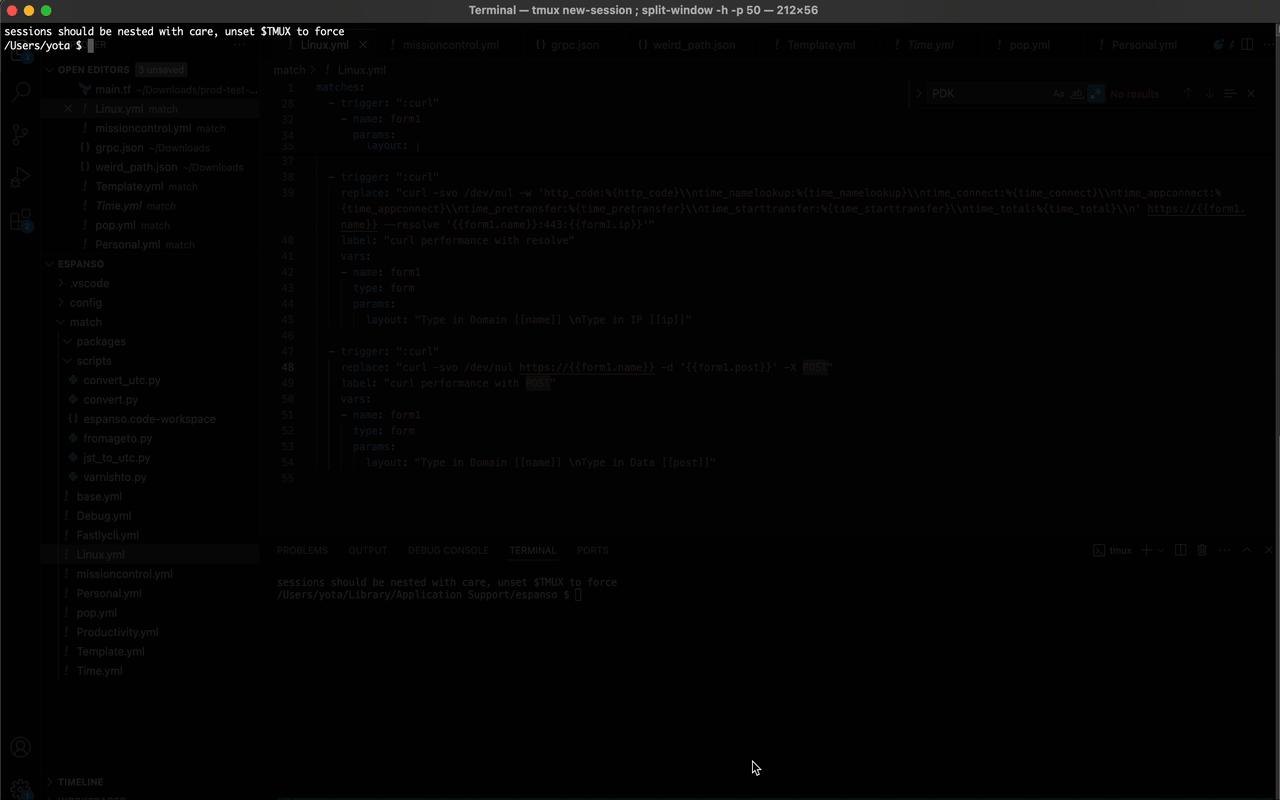 Terminal — tmux new-session ; split-window -h -p 50 — 212×56
sessions should be nested with care, unset $TMUX to force
/Users/yota $
Linux.yml
missioncontrol.yml
grpc.json
weird_path.json
Template.yml
Time.yml
pop.yml
Personal.yml
OPEN EDITORS 3 unsaved
main.tf ~/Downloads/prod-test-...
Linux.yml match
missioncontrol.yml match
grpc.json ~/Downloads
weird_path.json ~/Downloads
Template.yml match
Time.yml match
pop.yml match
Personal.yml match
ESPANSO
.vscode
config
match
packages
scripts
convert_utc.py
convert.py
espanso.code-workspace
fromageto.py
jst_to_utc.py
varnishto.py
base.yml
Debug.yml
Fastlycli.yml
Linux.yml
missioncontrol.yml
Personal.yml
pop.yml
Productivity.yml
Template.yml
Time.yml
TIMELINE
match > ! Linux.yml
PDK
Aa ab
No results
1 matches:
28 - trigger: ":curl"
32 - name: form1
34 params:
35 layout: |
37
38 - trigger: ":curl"
39 replace: "curl -svo /dev/nul -w 'http_code:%{http_code}\\ntime_namelookup:%{time_namelookup}\\ntime_connect:%{time_connect}\\ntime_appconnect:%
{time_appconnect}\\ntime_pretransfer:%{time_pretransfer}\\ntime_starttransfer:%{time_starttransfer}\\ntime_total:%{time_total}\\n' https://{{form1.
name}} --resolve '{{form1.name}}:443:{{form1.ip}}'"
40 label: "curl performance with resolve"
41 vars:
42 - name: form1
43 type: form
44 params:
45 layout: "Type in Domain [[name]] \nType in IP [[ip]]"
46
47 - trigger: ":curl"
48 replace: "curl -svo /dev/nul https://{{form1.name}} -d '{{form1.post}}' -X POST"
49 label: "curl performance with POST"
50 vars:
51 - name: form1
52 type: form
53 params:
54 layout: "Type in Domain [[name]] \nType in Data [[post]]"
55
PROBLEMS OUTPUT DEBUG CONSOLE TERMINAL PORTS
tmux
sessions should be nested with care, unset $TMUX to force
/Users/yota/Library/Application Support/espanso $